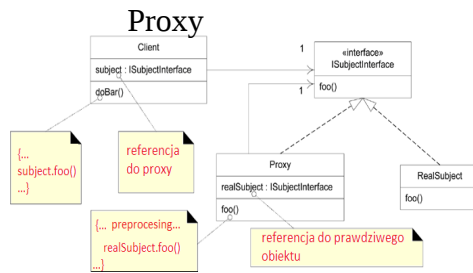 Proxy
Client
subject : ISubjectInterface
doBar()
1
1
«interface»
ISubjectInterface
foo()
{...
subject.foo()
...}
referencja
do proxy
Proxy
realSubject : ISubjectInterface
foo()
RealSubject
foo()
{... preprocesing...
realSubject.foo()
...}
referencja do prawdziwego
obiektu